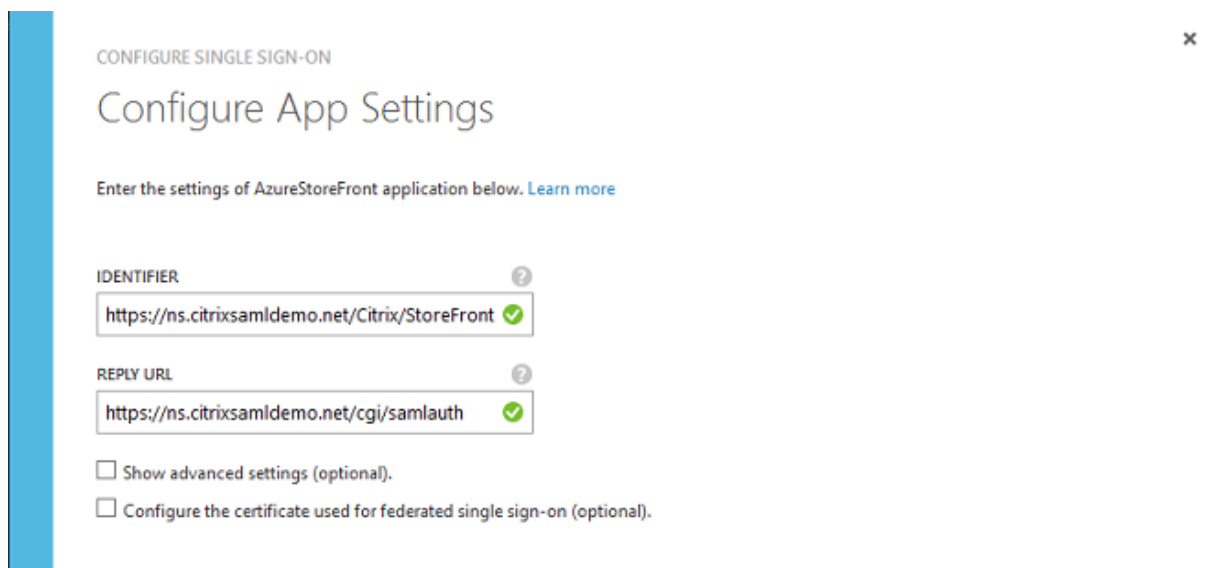 CONFIGURE SINGLE SIGN-ON
Configure App Settings
Enter the settings of AzureStoreFront application below. Learn more
IDENTIFIER
https://ns.citrixsamldemo.net/Citrix/StoreFront
REPLY URL
https://ns.citrixsamldemo.net/cgi/samlauth
Show advanced settings (optional).
Configure the certificate used for federated single sign-on (optional).